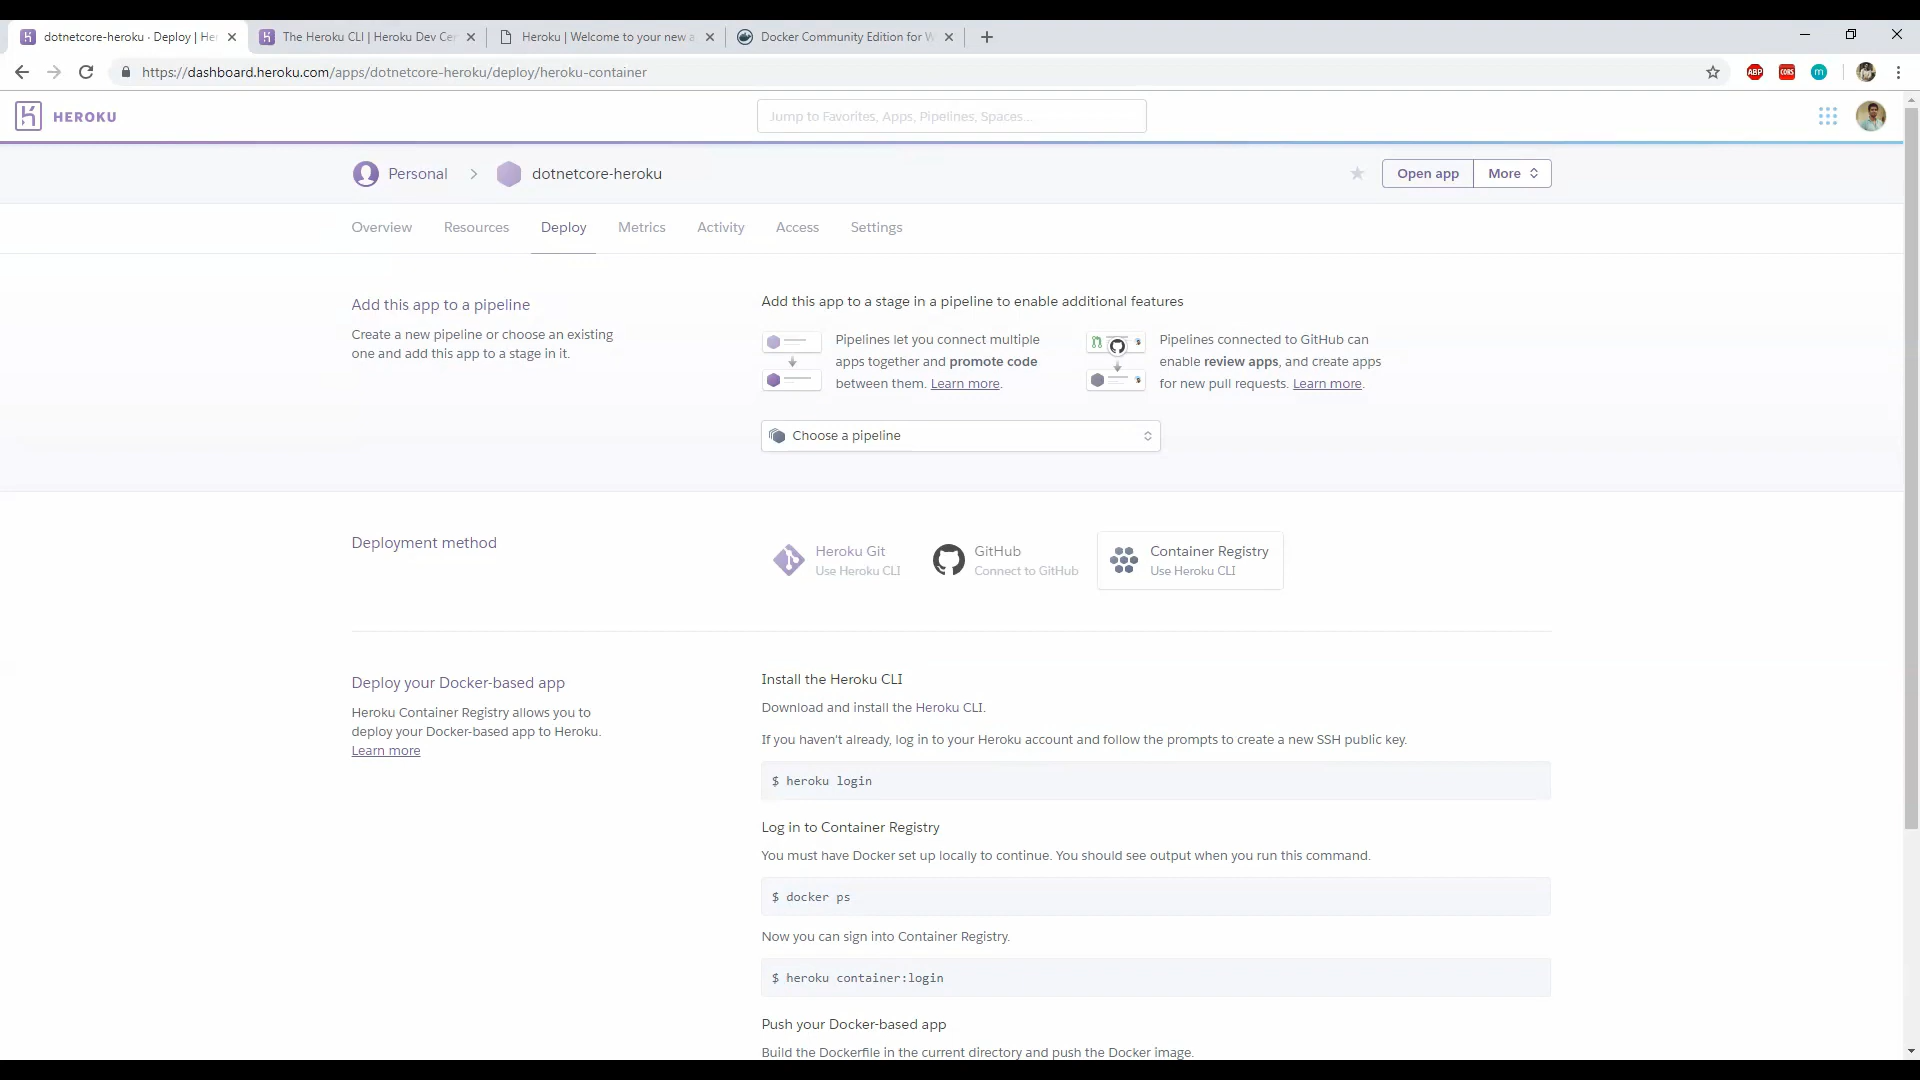 dotnetcore-heroku · Deploy | He
The Heroku CLI | Heroku Dev Cen
Heroku | Welcome to your new a
Docker Community Edition for W
https://dashboard.heroku.com/apps/dotnetcore-heroku/deploy/heroku-container
ABP
CORS
m
HEROKU
Jump to Favorites, Apps, Pipelines, Spaces...
Personal
dotnetcore-heroku
Open app
More
Overview
Resources
Deploy
Metrics
Activity
Access
Settings
Add this app to a pipeline
Create a new pipeline or choose an existing
one and add this app to a stage in it.
Add this app to a stage in a pipeline to enable additional features
Pipelines let you connect multiple
apps together and promote code
between them. Learn more.
Pipelines connected to GitHub can
enable review apps, and create apps
for new pull requests. Learn more.
Choose a pipeline
Deployment method
Heroku Git
Use Heroku CLI
GitHub
Connect to GitHub
Container Registry
Use Heroku CLI
Deploy your Docker-based app
Heroku Container Registry allows you to
deploy your Docker-based app to Heroku.
Learn more
Install the Heroku CLI
Download and install the Heroku CLI.
If you haven't already, log in to your Heroku account and follow the prompts to create a new SSH public key.
$ heroku login
Log in to Container Registry
You must have Docker set up locally to continue. You should see output when you run this command.
$ docker ps
Now you can sign into Container Registry.
$ heroku container:login
Push your Docker-based app
Build the Dockerfile in the current directory and push the Docker image.